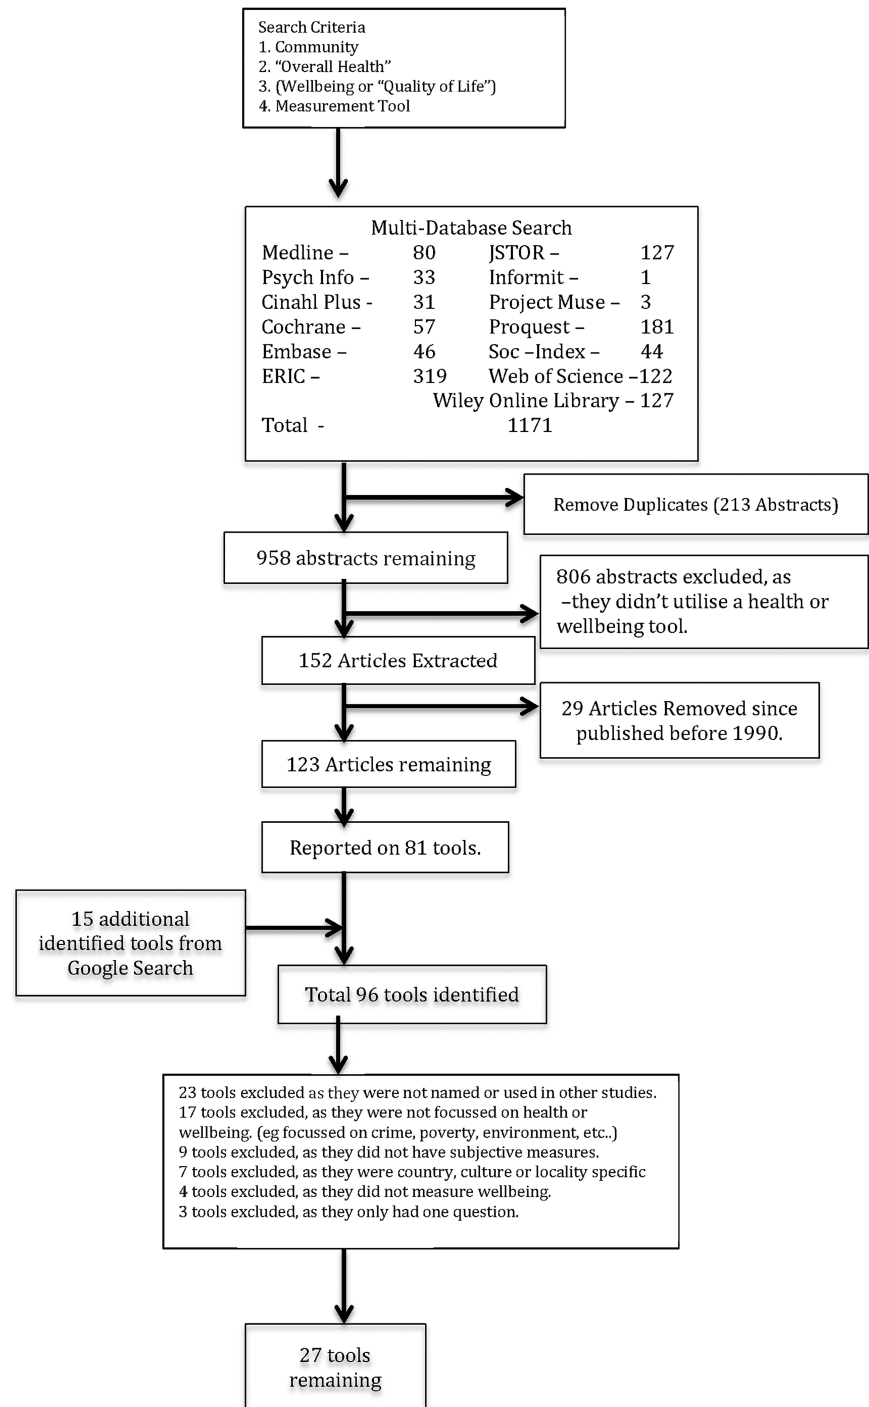 Search Criteria
1. Community
2. “Overall Health”
3. (Wellbeing or “Quality of Life”)
4. Measurement Tool
Multi-Database Search
Medline – 80 JSTOR – 127
Psych Info – 33 Informit – 1
Cinahl Plus - 31 Project Muse – 3
Cochrane – 57 Proquest – 181
Embase – 46 Soc –Index – 44
ERIC – 319 Web of Science –122
Wiley Online Library – 127
Total - 1171
Remove Duplicates (213 Abstracts)
958 abstracts remaining
806 abstracts excluded, as
–they didn’t utilise a health or
wellbeing tool.
152 Articles Extracted
29 Articles Removed since
published before 1990.
123 Articles remaining
Reported on 81 tools.
15 additional
identified tools from
Google Search
Total 96 tools identified
23 tools excluded as they were not named or used in other studies.
17 tools excluded, as they were not focussed on health or
wellbeing. (eg focussed on crime, poverty, environment, etc..)
9 tools excluded, as they did not have subjective measures.
7 tools excluded, as they were country, culture or locality specific
4 tools excluded, as they did not measure wellbeing.
3 tools excluded, as they only had one question.
27 tools
remaining